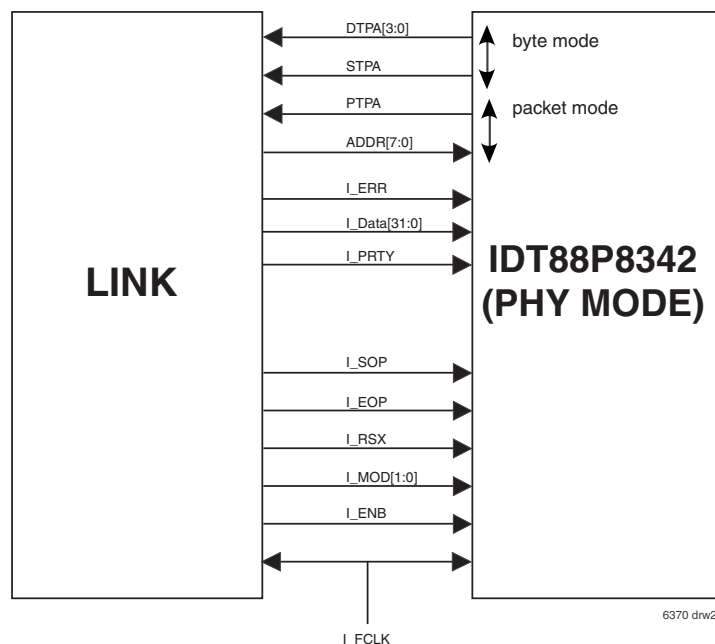 DTPA[3:0]
byte mode
STPA
PTPA
packet mode
ADDR[7:0]
I_ERR
I_Data[31:0]
I_PRTY
LINK
IDT88P8342
(PHY MODE)
I_SOP
I_EOP
I_RSX
I_MOD[1:0]
I_ENB
6370 drw2
I_FCLK